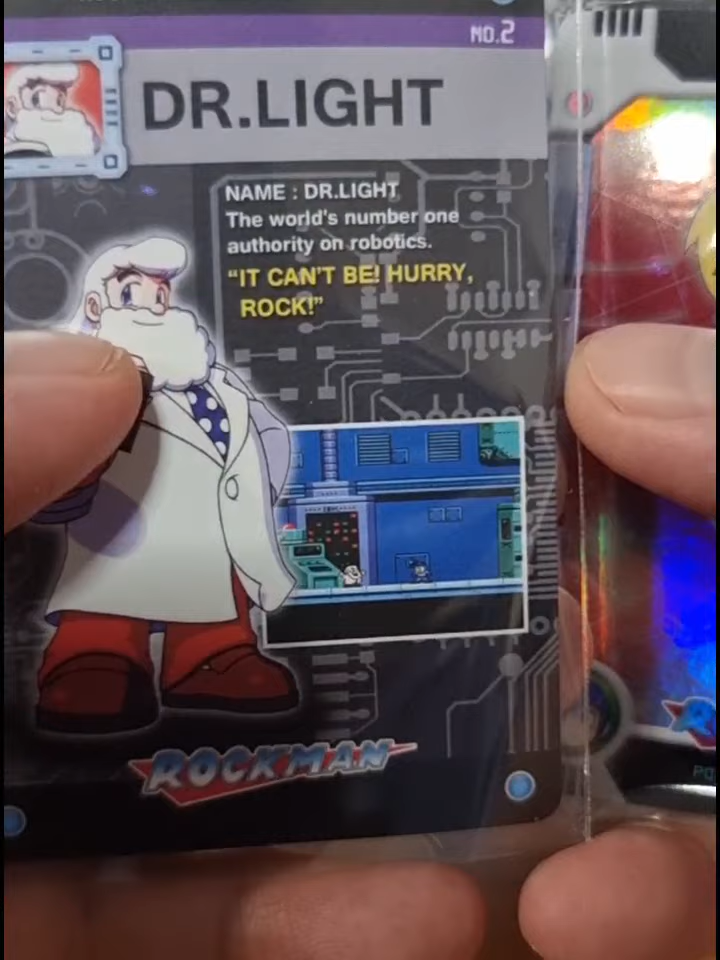 NO.2
DR.LIGHT
NAME : DR.LIGHT
The world's number one
authority on robotics.
"IT CAN'T BE! HURRY,
ROCK!"
ROCKMAN